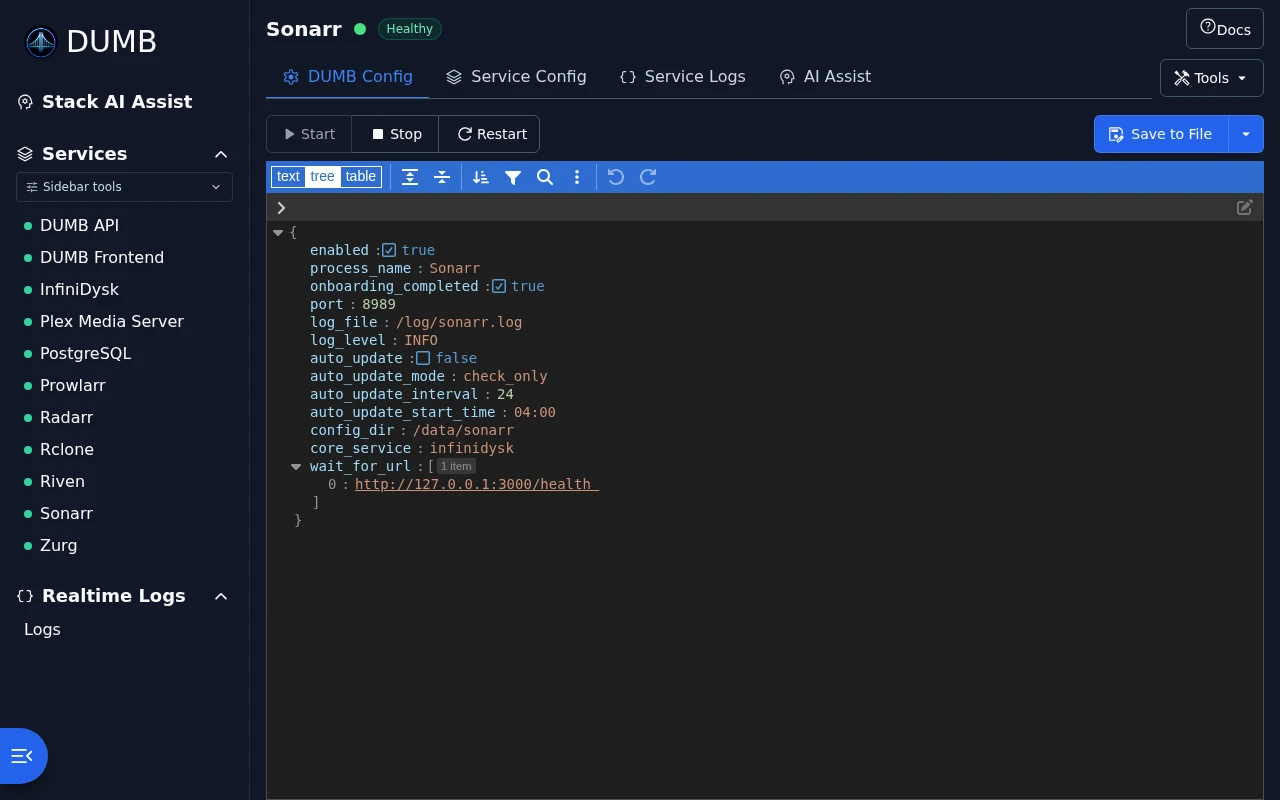 DUMB
Stack AI Assist
Services
Sidebar tools
DUMB API
DUMB Frontend
InfiniDysk
Plex Media Server
PostgreSQL
Prowlarr
Radarr
Rclone
Riven
Sonarr
Zurg
Realtime Logs
Logs
Sonarr Healthy
Docs
DUMB Config Service Config Service Logs AI Assist
Tools
Start Stop Restart
Save to File
text tree table
{
enabled : true
process_name : Sonarr
onboarding_completed : true
port : 8989
log_file : /log/sonarr.log
log_level : INFO
auto_update : false
auto_update_mode : check_only
auto_update_interval : 24
auto_update_start_time : 04:00
config_dir : /data/sonarr
core_service : infinidysk
wait_for_url : [ 1 item
0 : http://127.0.0.1:3000/health
]
}